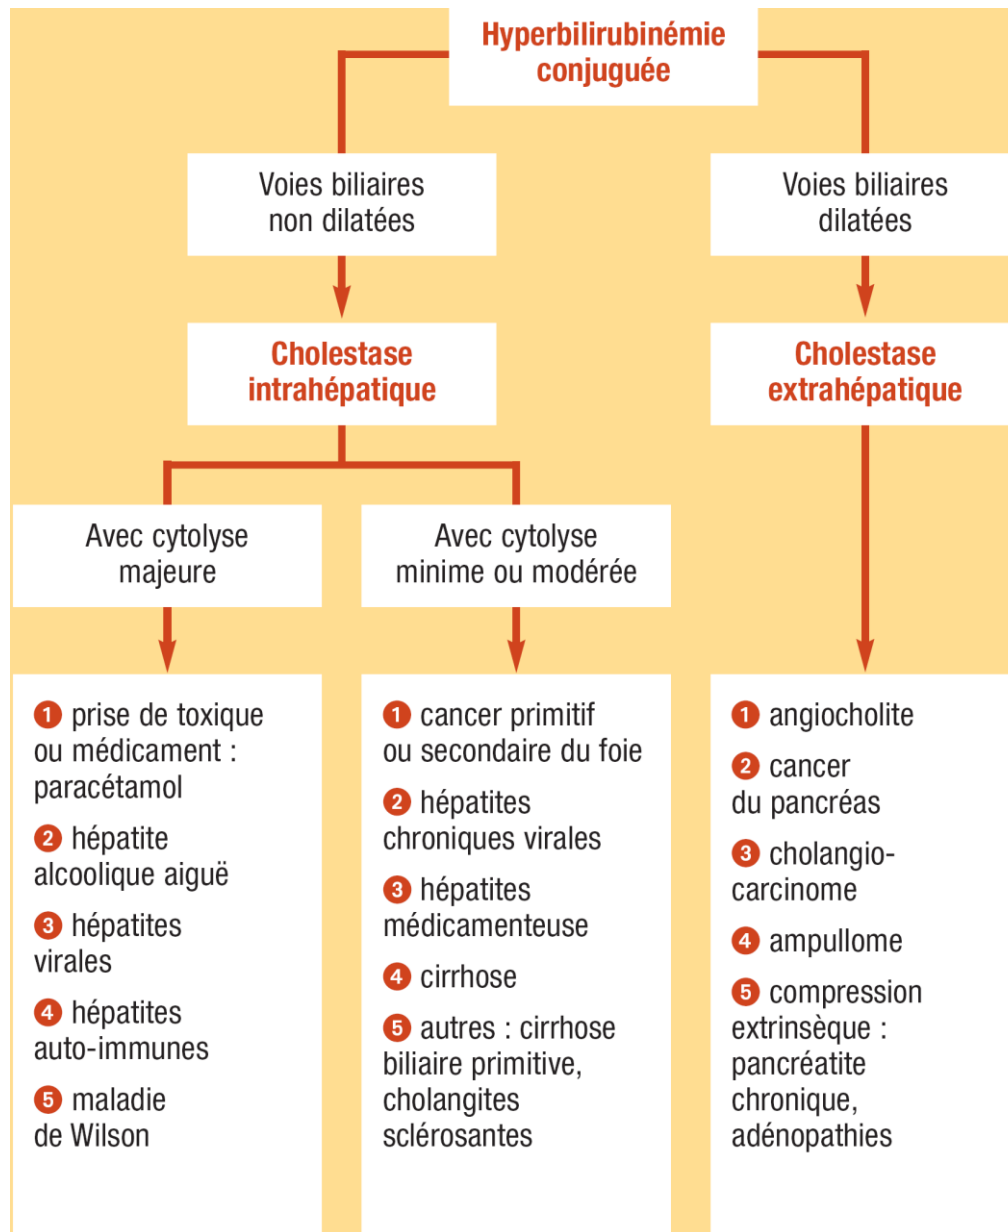 Hyperbilirubinémie
conjuguée
Voies biliaires
non dilatées
Voies biliaires
dilatées
Cholestase
intrahépatique
Cholestase
extrahépatique
Avec cytolyse
majeure
Avec cytolyse
minime ou modérée
1 prise de toxique
ou médicament :
paracétamol
2 hépatite
alcoolique aiguë
3 hépatites
virales
4 hépatites
auto-immunes
5 maladie
de Wilson
1 cancer primitif
ou secondaire du foie
2 hépatites
chroniques virales
3 hépatites
médicamenteuse
4 cirrhose
5 autres : cirrhose
biliaire primitive,
cholangites
sclérosantes
1 angiocholite
2 cancer
du pancréas
3 cholangio-
carcinome
4 ampullome
5 compression
extrinsèque :
pancréatite
chronique,
adénopathies